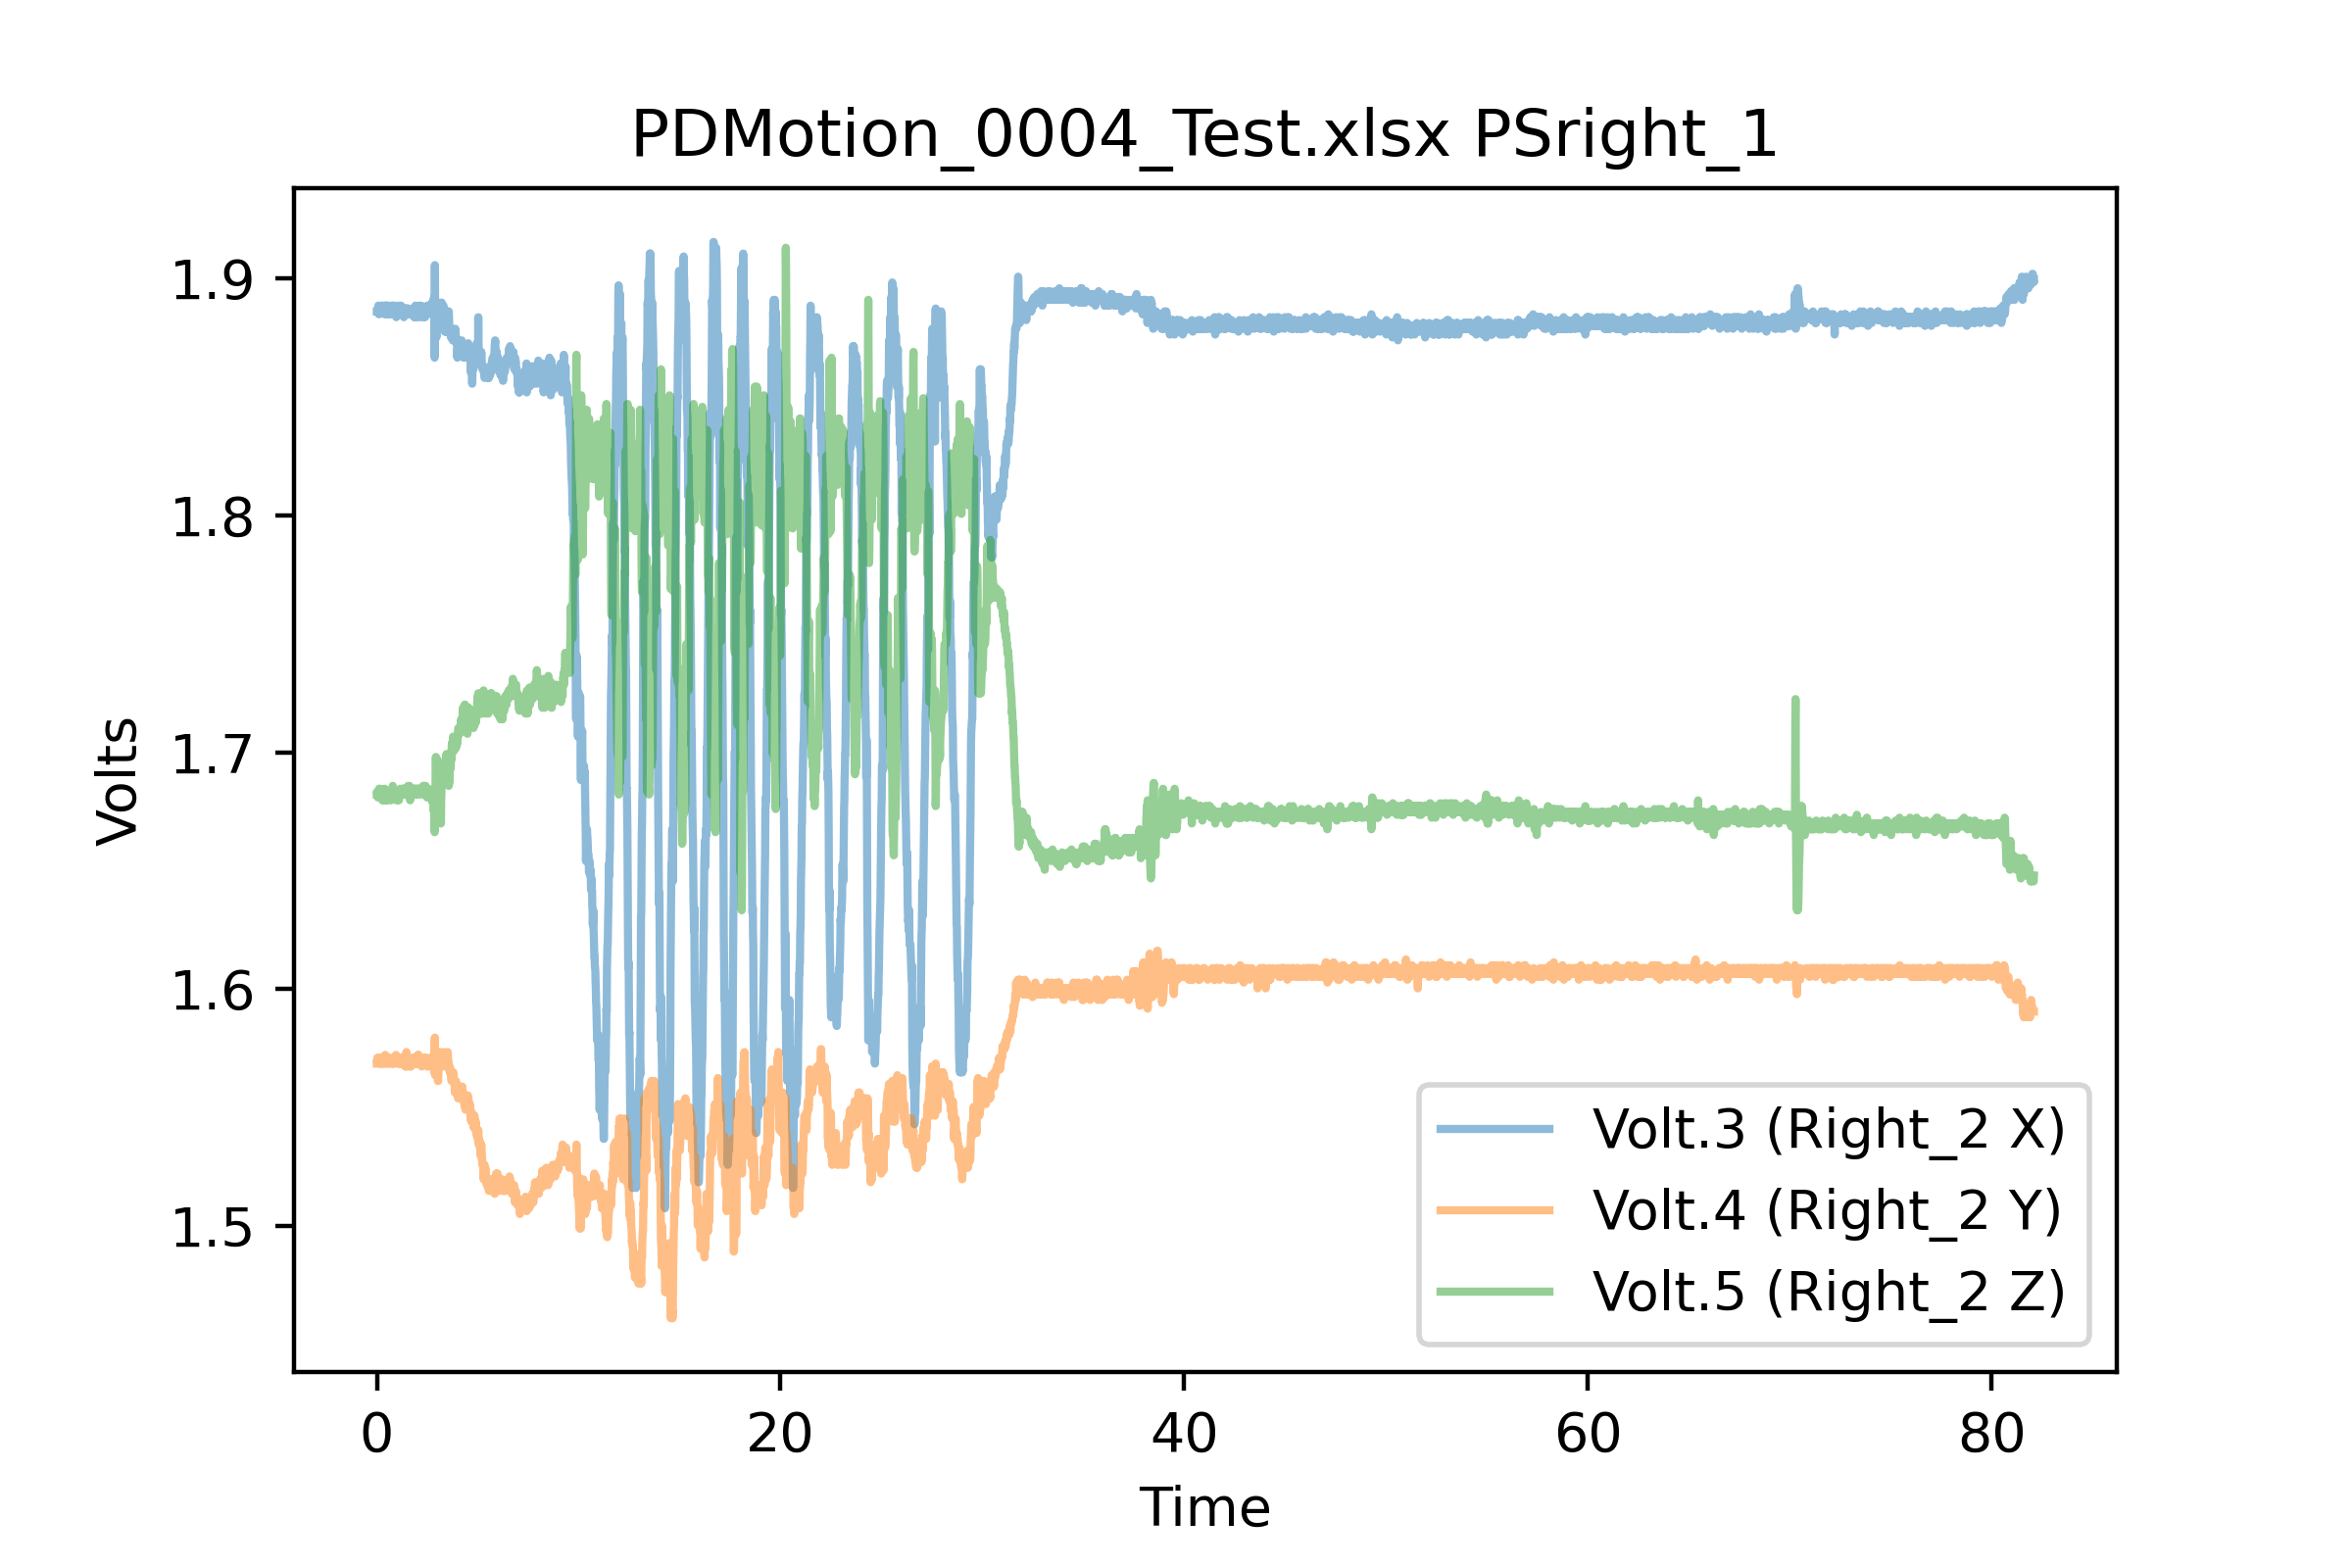 PDMotion_0004_Test.xlsx PSright_1
Volts
1.9
1.8
1.7
1.6
1.5
0 20 40 60 80
Time
Volt.3 (Right_2 X)
Volt.4 (Right_2 Y)
Volt.5 (Right_2 Z)